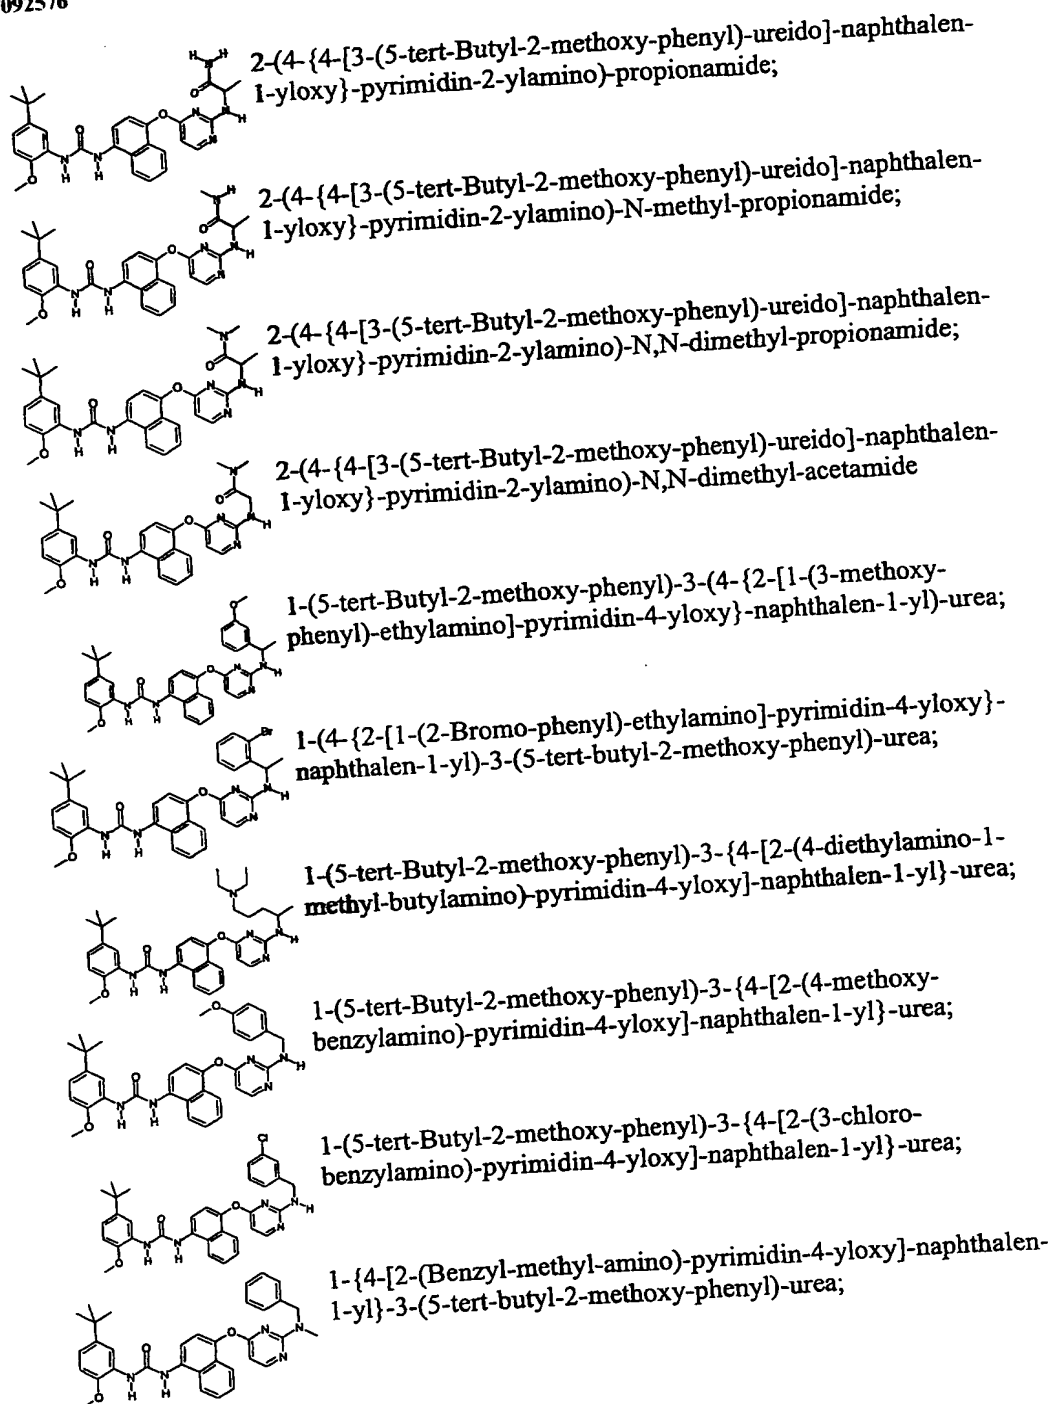 092576
2-(4-{4-[3-(5-tert-Butyl-2-methoxy-phenyl)-ureido]-naphthalen-
1-yloxy}-pyrimidin-2-ylamino)-propionamide;
2-(4-{4-[3-(5-tert-Butyl-2-methoxy-phenyl)-ureido]-naphthalen-
1-yloxy}-pyrimidin-2-ylamino)-N-methyl-propionamide;
2-(4-{4-[3-(5-tert-Butyl-2-methoxy-phenyl)-ureido]-naphthalen-
1-yloxy}-pyrimidin-2-ylamino)-N,N-dimethyl-propionamide;
2-(4-{4-[3-(5-tert-Butyl-2-methoxy-phenyl)-ureido]-naphthalen-
1-yloxy}-pyrimidin-2-ylamino)-N,N-dimethyl-acetamide
1-(5-tert-Butyl-2-methoxy-phenyl)-3-(4-{2-[1-(3-methoxy-
phenyl)-ethylamino]-pyrimidin-4-yloxy}-naphthalen-1-yl)-urea;
1-(4-{2-[1-(2-Bromo-phenyl)-ethylamino]-pyrimidin-4-yloxy}-
naphthalen-1-yl)-3-(5-tert-butyl-2-methoxy-phenyl)-urea;
1-(5-tert-Butyl-2-methoxy-phenyl)-3-{4-[2-(4-diethylamino-1-
methyl-butylamino)-pyrimidin-4-yloxy]-naphthalen-1-yl}-urea;
1-(5-tert-Butyl-2-methoxy-phenyl)-3-{4-[2-(4-methoxy-
benzylamino)-pyrimidin-4-yloxy]-naphthalen-1-yl}-urea;
1-(5-tert-Butyl-2-methoxy-phenyl)-3-{4-[2-(3-chloro-
benzylamino)-pyrimidin-4-yloxy]-naphthalen-1-yl}-urea;
1-{4-[2-(Benzyl-methyl-amino)-pyrimidin-4-yloxy]-naphthalen-
1-yl}-3-(5-tert-butyl-2-methoxy-phenyl)-urea;